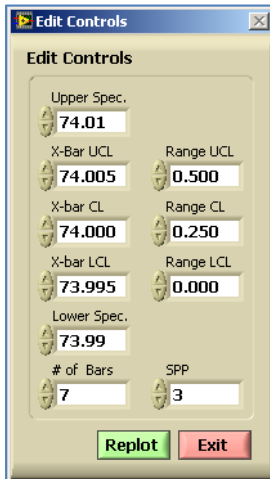 Edit Controls
Edit Controls
Upper Spec.
74.01
X-Bar UCL Range UCL
74.005 0.500
X-bar CL Range CL
74.000 0.250
X-bar LCL Range LCL
73.995 0.000
Lower Spec.
73.99
# of Bars SPP
7 3
Replot Exit